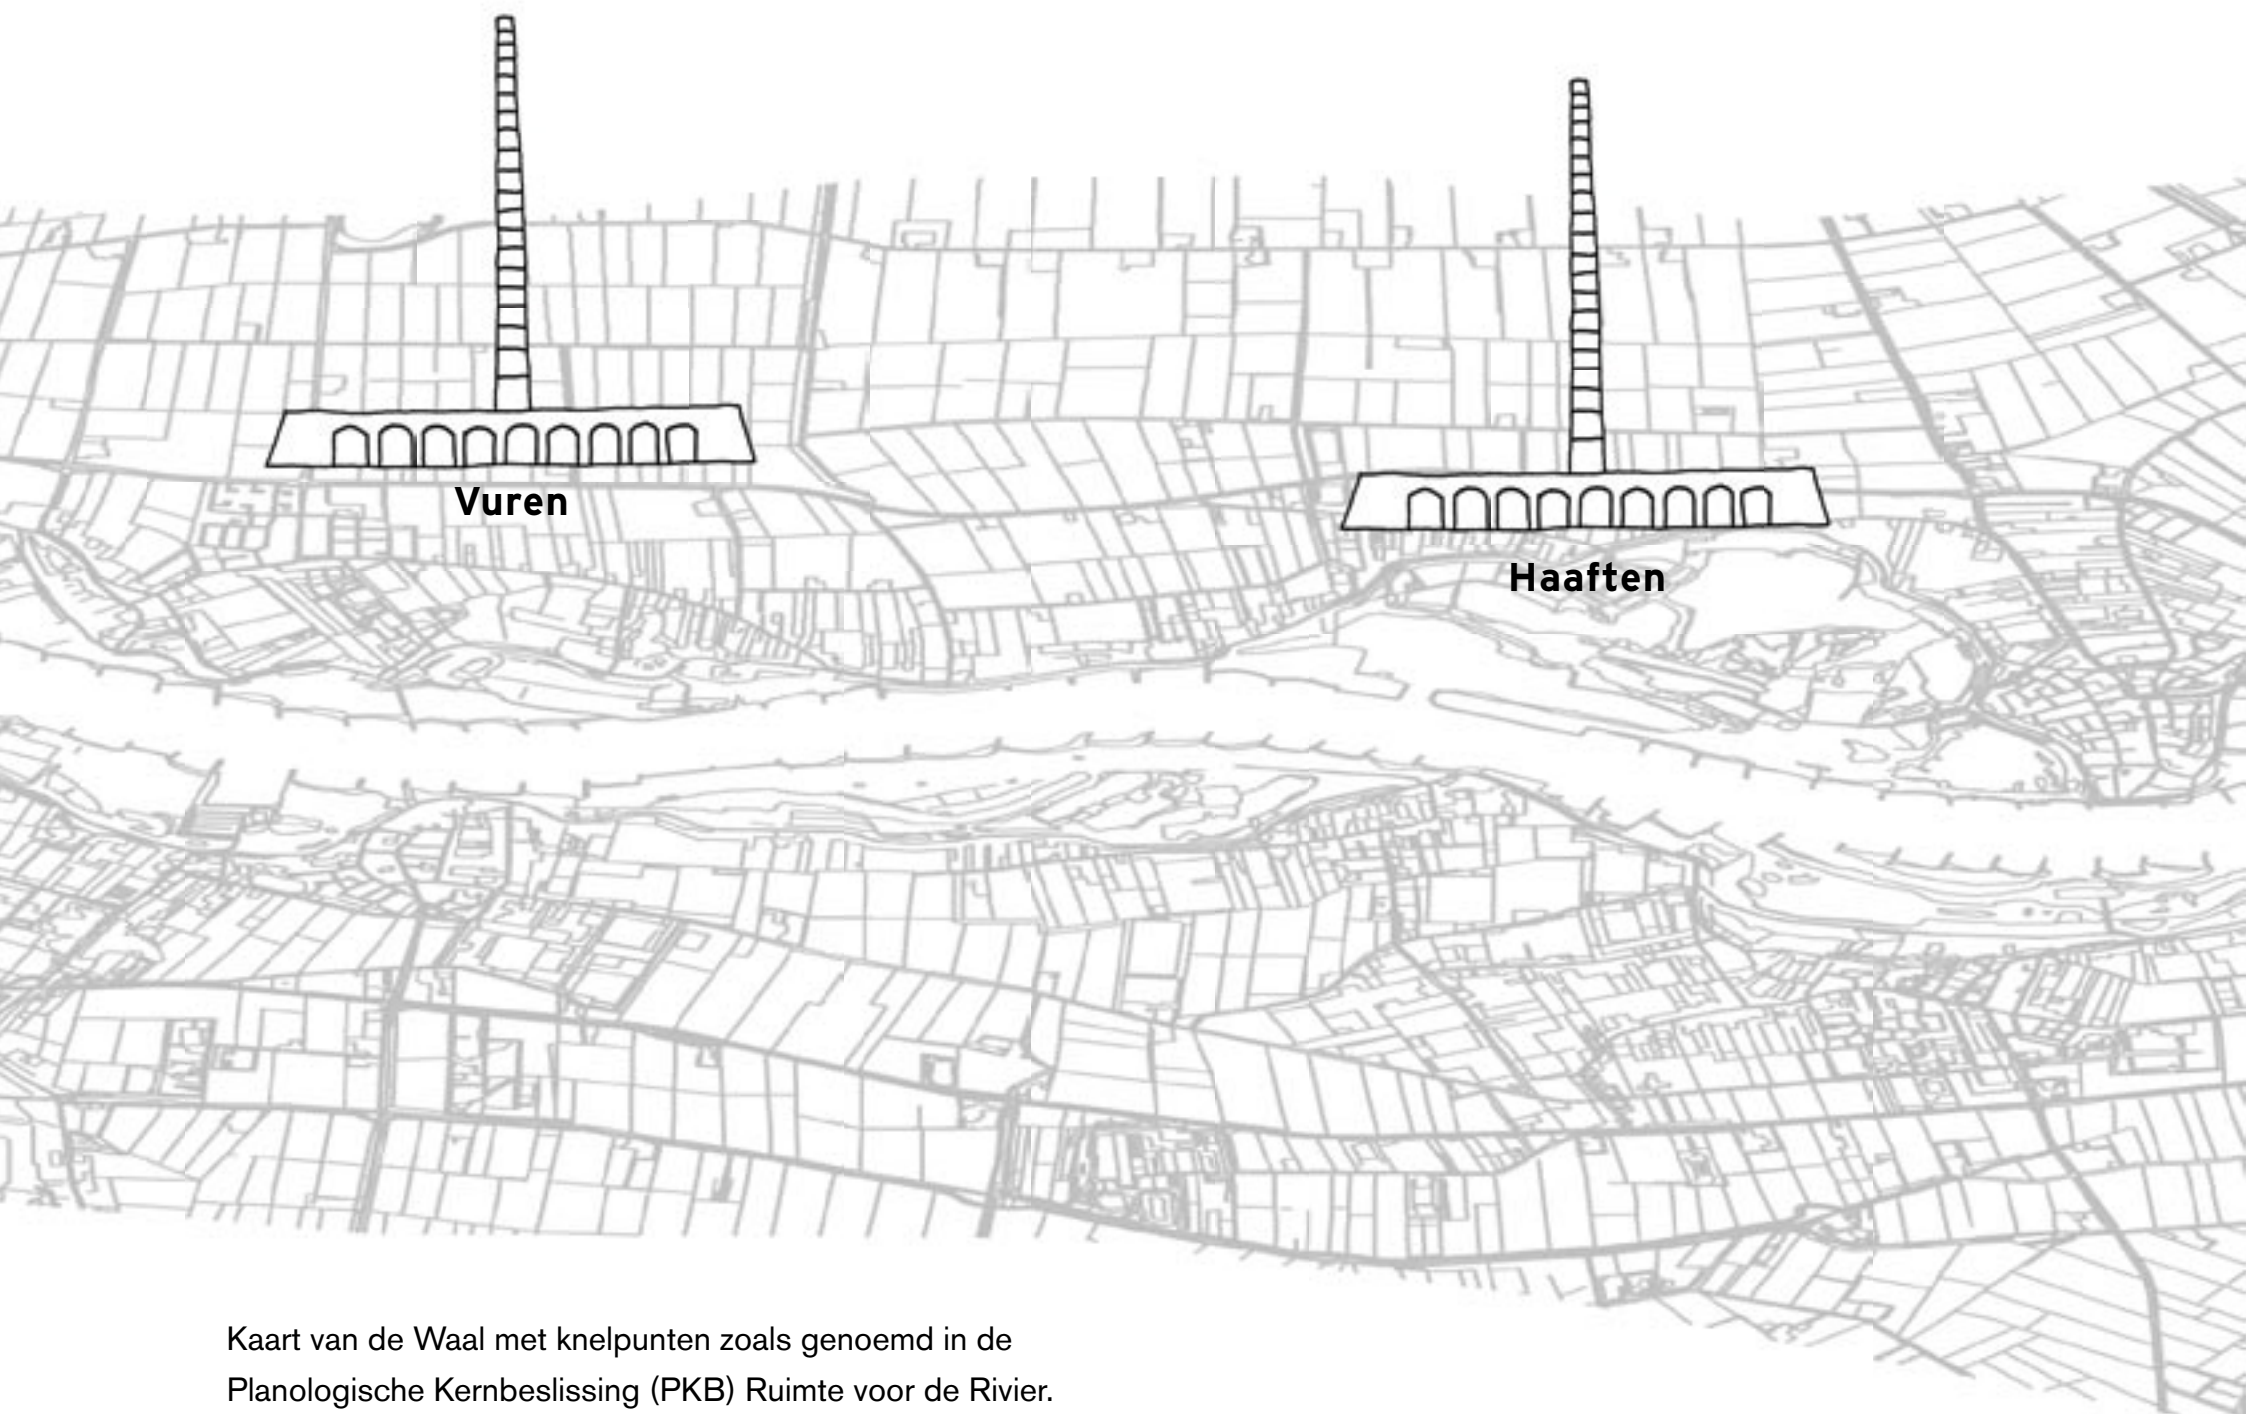 Vuren
Haaften
Kaart van de Waal met knelpunten zoals genoemd in de
Planologische Kernbeslissing (PKB) Ruimte voor de Rivier.